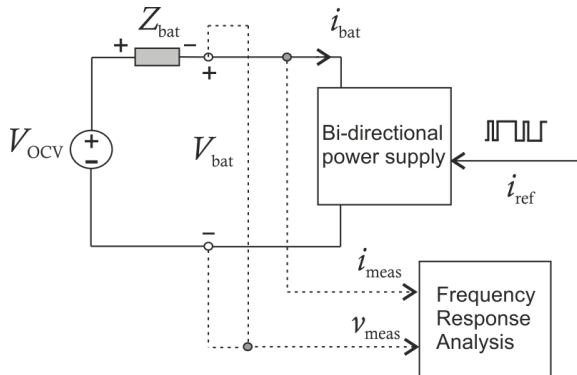 Z_bat
i_bat
+ −
+
V_OCV
+
−
V_bat
Bi-directional
power supply
i_ref
−
i_meas
v_meas
Frequency
Response
Analysis